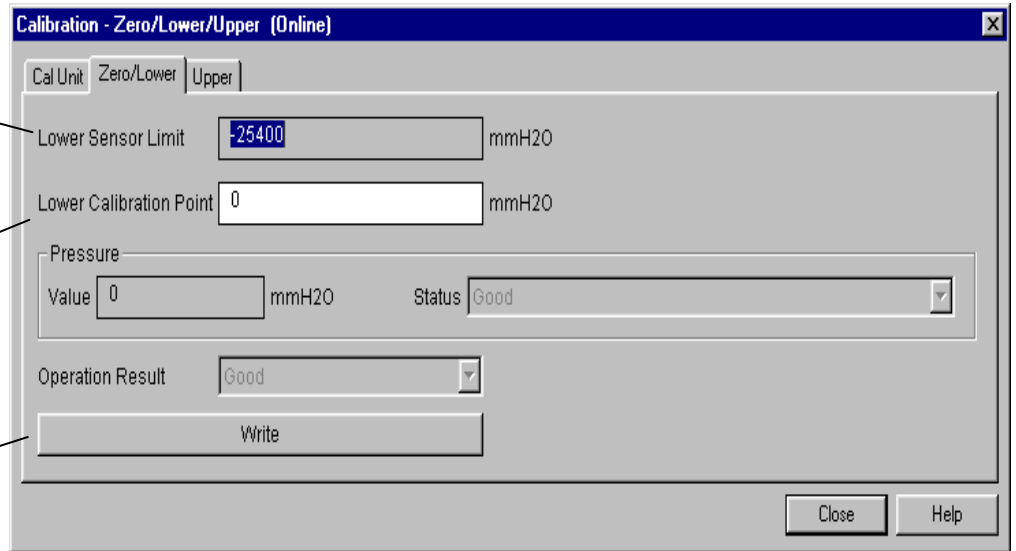 Calibration - Zero/Lower/Upper (Online)
Cal Unit Zero/Lower Upper
Lower Sensor Limit -25400 mmH2O
Lower Calibration Point 0 mmH2O
Pressure
Value 0 mmH2O Status Good
Operation Result Good
Write
Close Help